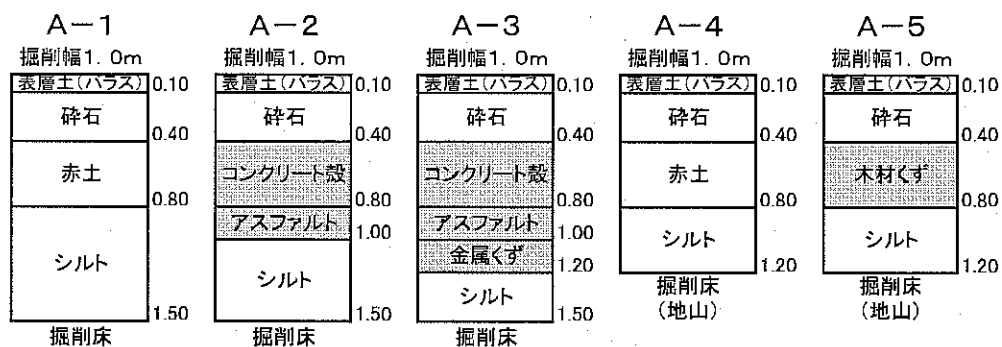 A-1
掘削幅1.0m
表層土(バラス) 0.10
砕石
0.40
赤土
0.80
シルト
1.50
掘削床
A-2
掘削幅1.0m
表層土(バラス) 0.10
砕石
0.40
コンクリート殻
0.80
アスファルト
1.00
シルト
1.50
掘削床
A-3
掘削幅1.0m
表層土(バラス) 0.10
砕石
0.40
コンクリート殻
0.80
アスファルト
1.00
金属くず
1.20
シルト
1.50
掘削床
A-4
掘削幅1.0m
表層土(バラス) 0.10
砕石
0.40
赤土
0.80
シルト
1.20
掘削床
(地山)
A-5
掘削幅1.0m
表層土(バラス) 0.10
砕石
0.40
木材くず
0.80
シルト
1.20
掘削床
(地山)